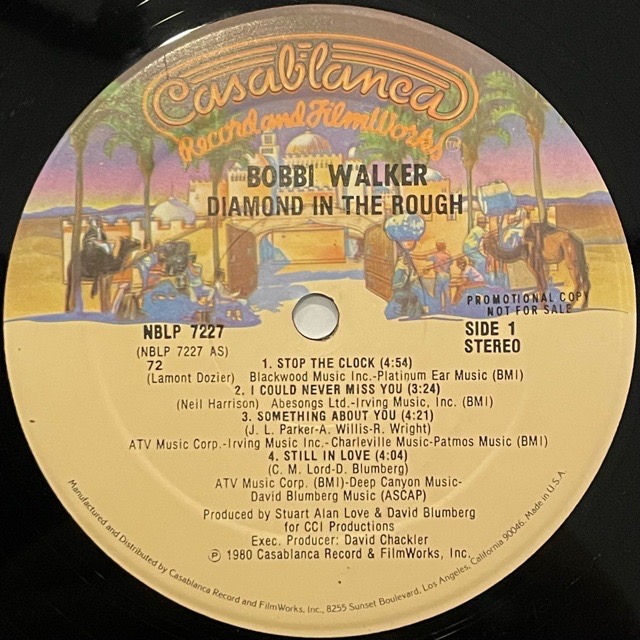 Casablanca
Record and FilmWorks TM
BOBBI WALKER
DIAMOND IN THE ROUGH
PROMOTIONAL COPY
NOT FOR SALE
NBLP 7227
SIDE 1
(NBLP 7227 AS)
STEREO
72
1. STOP THE CLOCK (4:54)
(Lamont Dozier) Blackwood Music Inc.-Platinum Ear Music (BMI)
2. I COULD NEVER MISS YOU (3:24)
(Neil Harrison) Abesongs Ltd.-Irving Music, Inc. (BMI)
3. SOMETHING ABOUT YOU (4:21)
(J. L. Parker-A. Willis-R. Wright)
ATV Music Corp.-Irving Music Inc.-Charleville Music-Patmos Music (BMI)
4. STILL IN LOVE (4:04)
(C. M. Lord-D. Blumberg)
ATV Music Corp. (BMI)-Deep Canyon Music-
David Blumberg Music (ASCAP)
Produced by Stuart Alan Love & David Blumberg
for CCI Productions
Exec. Producer: David Chackler
℗ 1980 Casablanca Record & FilmWorks, Inc.
Manufactured and Distributed by Casablanca Record and FilmWorks, Inc., 8255 Sunset Boulevard, Los Angeles, California 90046. Made in U.S.A.